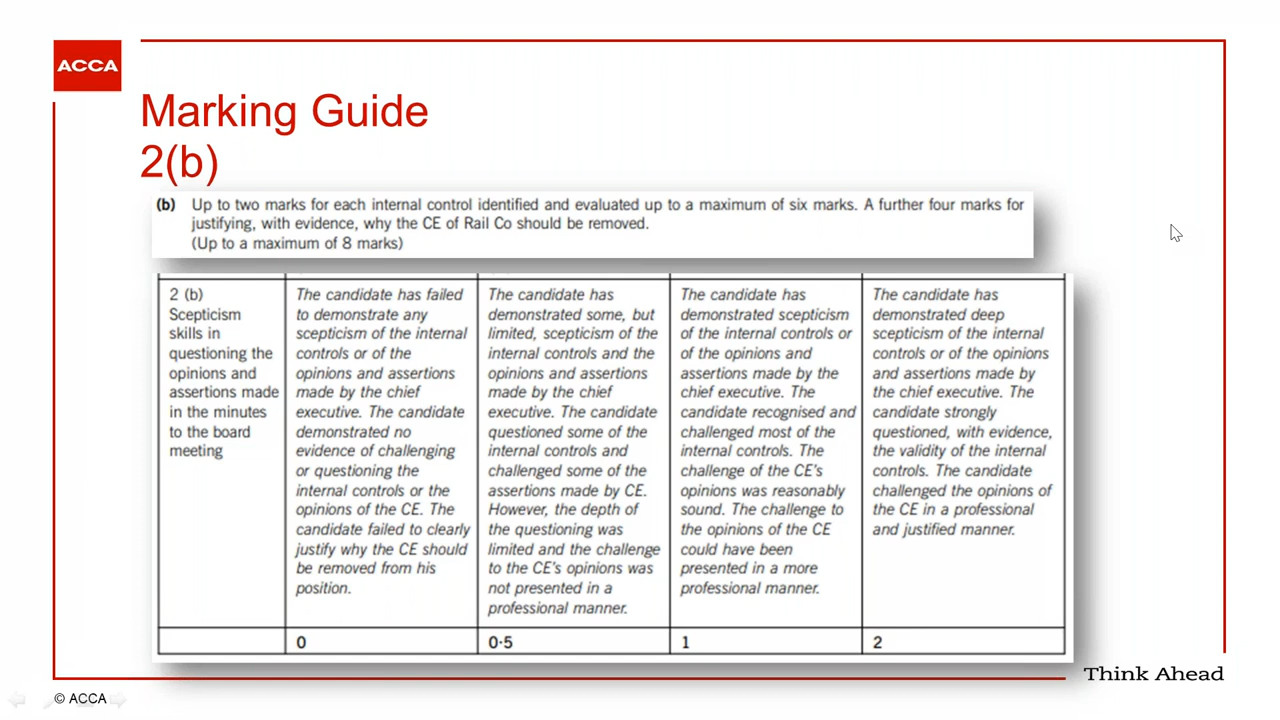 ACCA
Marking Guide
2(b)
(b) Up to two marks for each internal control identified and evaluated up to a maximum of six marks. A further four marks for
justifying, with evidence, why the CE of Rail Co should be removed.
(Up to a maximum of 8 marks)
2 (b)
Scepticism
skills in
questioning the
opinions and
assertions made
in the minutes
to the board
meeting
The candidate has failed
to demonstrate any
scepticism of the internal
controls or of the
opinions and assertions
made by the chief
executive. The candidate
demonstrated no
evidence of challenging
or questioning the
internal controls or the
opinions of the CE. The
candidate failed to clearly
justify why the CE should
be removed from his
position.
The candidate has
demonstrated some, but
limited, scepticism of the
internal controls and the
opinions and assertions
made by the chief
executive. The candidate
questioned some of the
internal controls and
challenged some of the
assertions made by CE.
However, the depth of
the questioning was
limited and the challenge
to the CE's opinions was
not presented in a
professional manner.
The candidate has
demonstrated scepticism
of the internal controls or
of the opinions and
assertions made by the
chief executive. The
candidate recognised and
challenged most of the
internal controls. The
challenge of the CE's
opinions was reasonably
sound. The challenge to
the opinions of the CE
could have been
presented in a more
professional manner.
The candidate has
demonstrated deep
scepticism of the internal
controls or of the opinions
and assertions made by
the chief executive. The
candidate strongly
questioned, with evidence,
the validity of the internal
controls. The candidate
challenged the opinions of
the CE in a professional
and justified manner.
0
0·5
1
2
Think Ahead
© ACCA